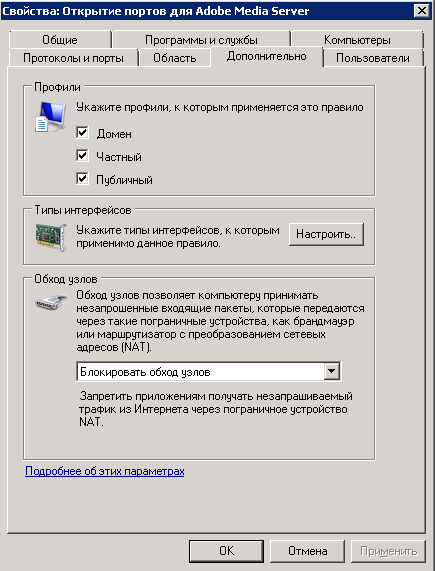 Свойства: Открытие портов для Adobe Media Server
Общие
Программы и службы
Компьютеры
Протоколы и порты
Область
Дополнительно
Пользователи
Профили
Укажите профили, к которым применяется это правило
Домен
Частный
Публичный
Типы интерфейсов
Укажите типы интерфейсов, к которым
применимо данное правило.
Настроить..
Обход узлов
Обход узлов позволяет компьютеру принимать
незапрошенные входящие пакеты, которые передаются
через такие пограничные устройства, как брандмауэр
или маршрутизатор с преобразованием сетевых
адресов (NAT).
Блокировать обход узлов
Запретить приложениям получать незапрашиваемый
трафик из Интернета через пограничное устройство
NAT.
Подробнее об этих параметрах
OK
Отмена
Применить